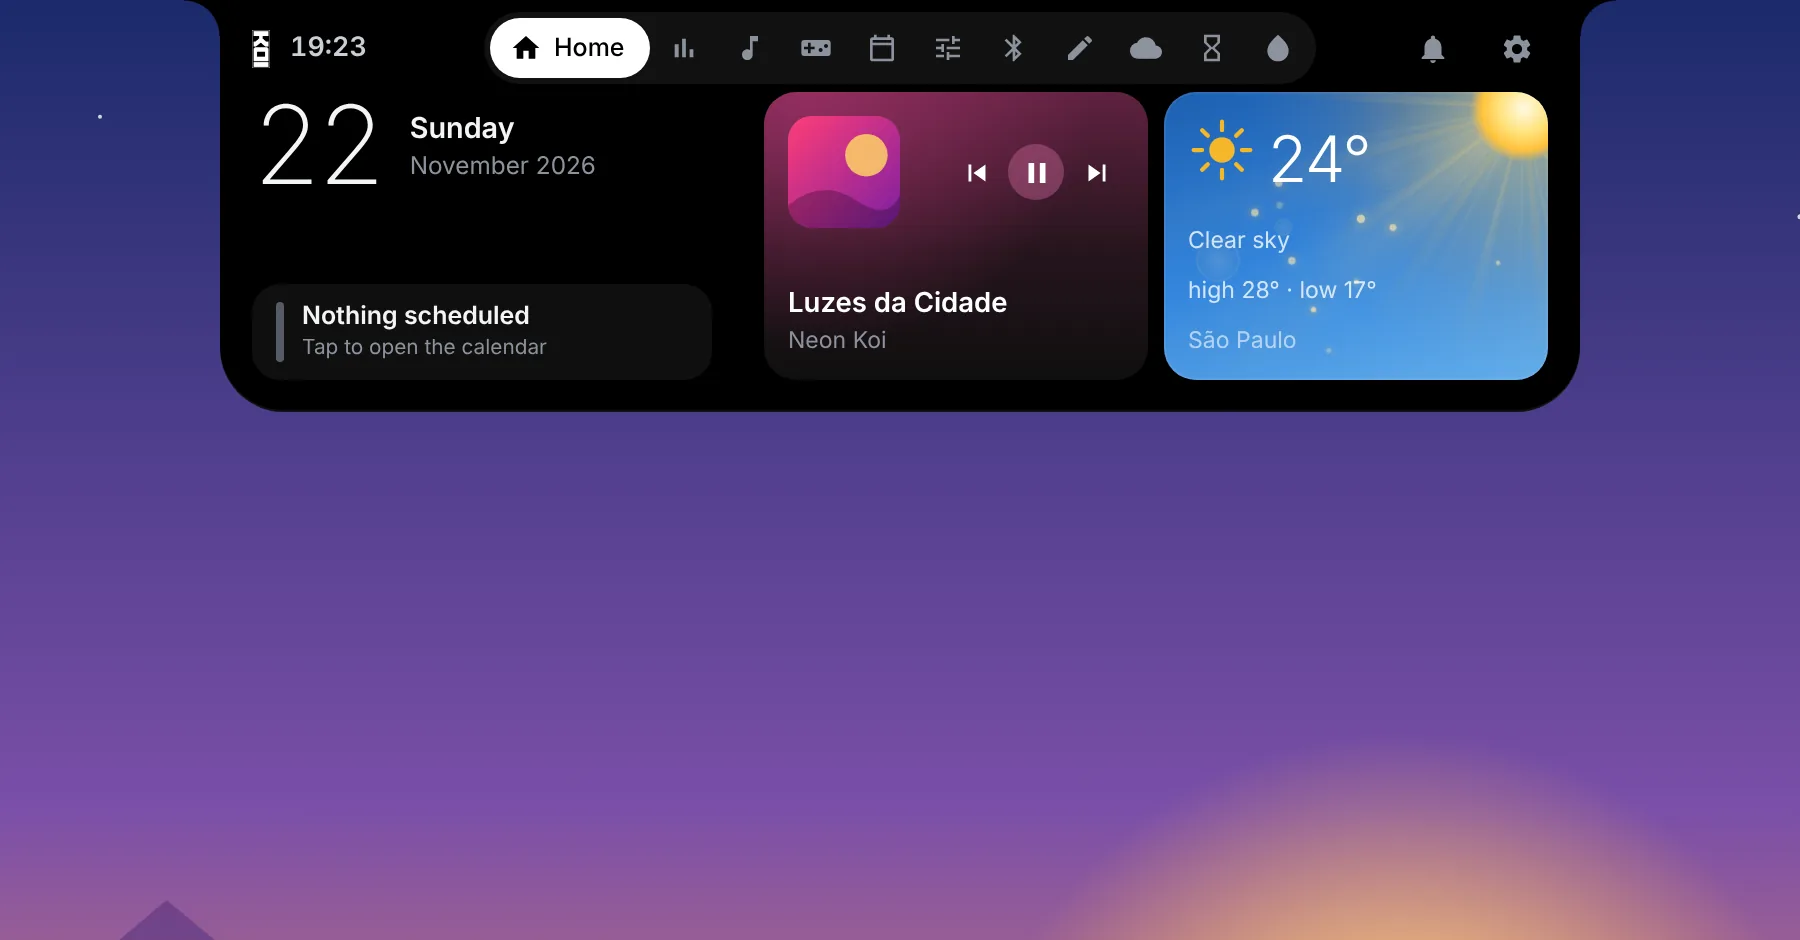 19:23
Home
22
Sunday
November 2026
Nothing scheduled
Tap to open the calendar
Luzes da Cidade
Neon Koi
24°
Clear sky
high 28° · low 17°
São Paulo